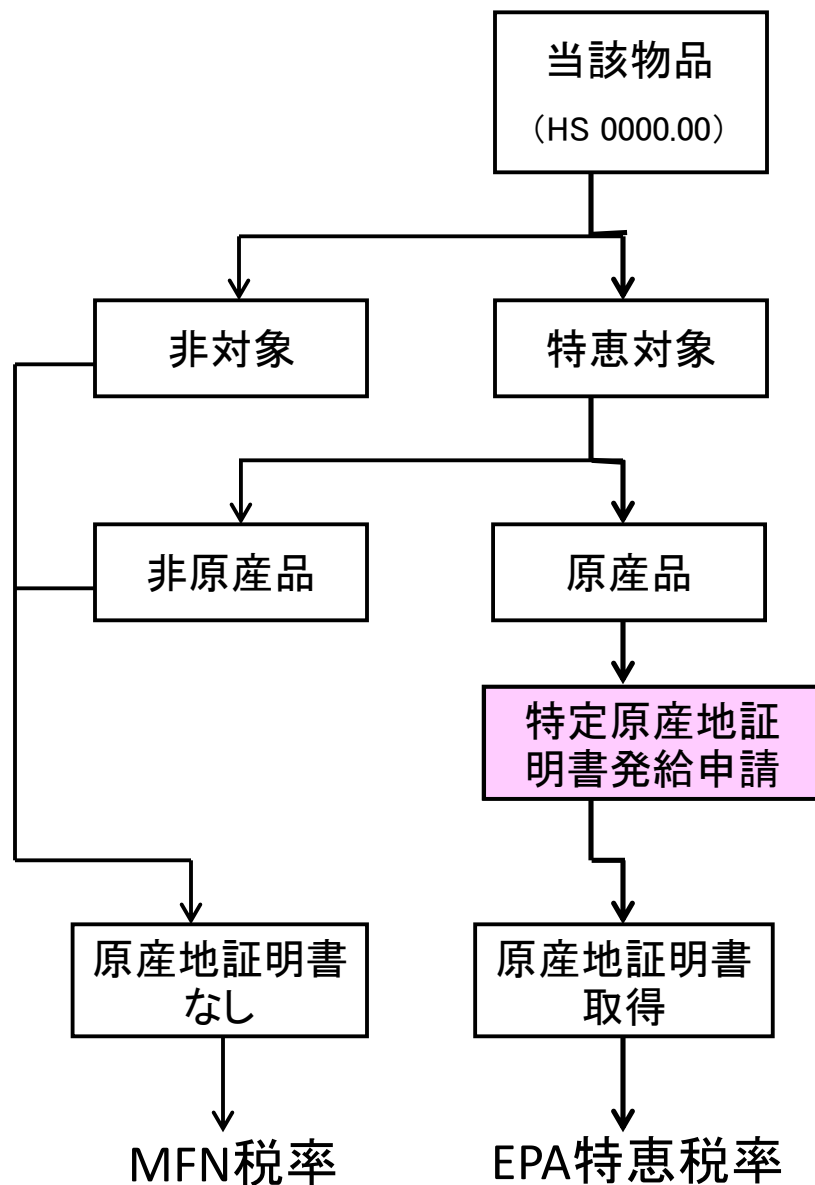 当該物品
（HS 0000.00）
非対象
特恵対象
非原産品
原産品
特定原産地証
明書発給申請
原産地証明書
なし
原産地証明書
取得
MFN税率
EPA特恵税率